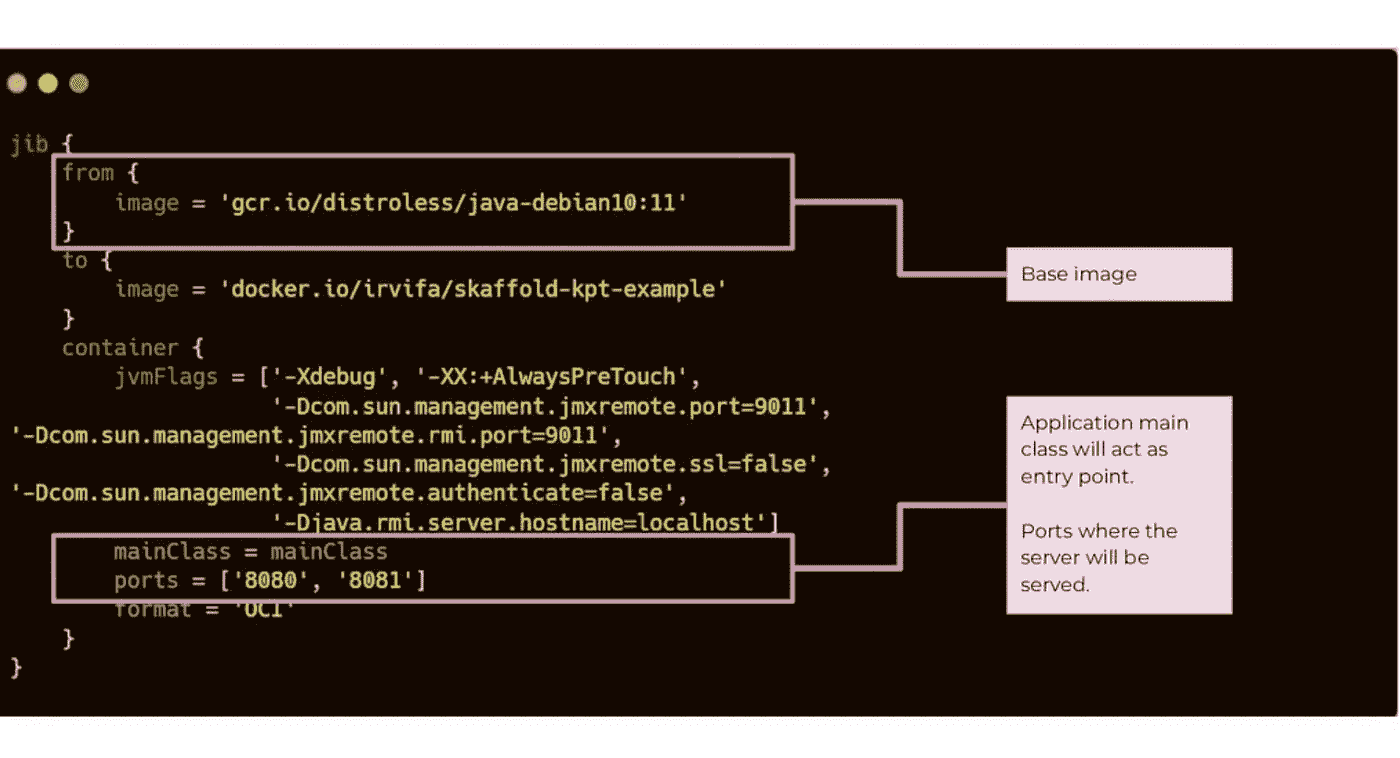 jib {
from {
image = 'gcr.io/distroless/java-debian10:11'
}
to {
image = 'docker.io/irvifa/skaffold-kpt-example'
}
container {
jvmFlags = ['-Xdebug', '-XX:+AlwaysPreTouch',
'-Dcom.sun.management.jmxremote.port=9011',
'-Dcom.sun.management.jmxremote.rmi.port=9011',
'-Dcom.sun.management.jmxremote.ssl=false',
'-Dcom.sun.management.jmxremote.authenticate=false',
'-Djava.rmi.server.hostname=localhost']
mainClass = mainClass
ports = ['8080', '8081']
format = 'OCI'
}
}
Base image
Application main
class will act as
entry point.
Ports where the
server will be
served.